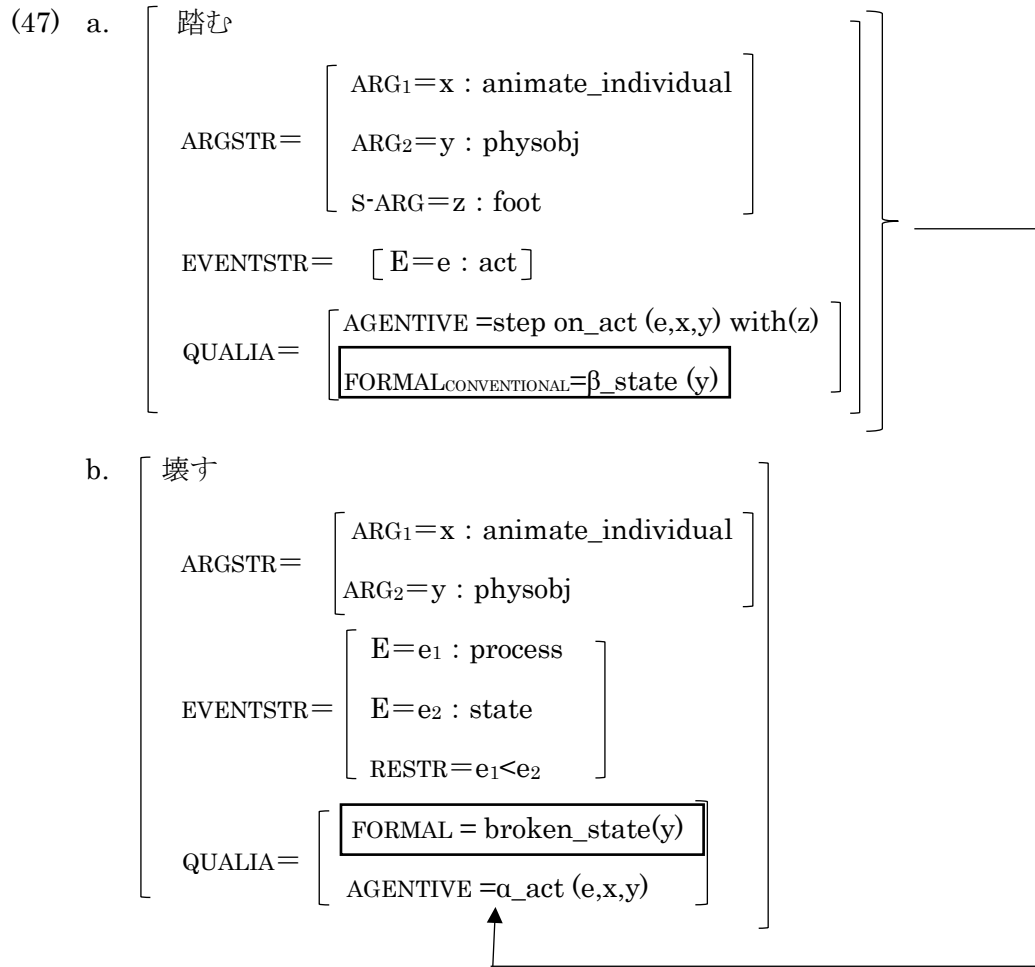 (47) a. 踏む
ARG1=x : animate_individual
ARGSTR= ARG2=y : physobj
S-ARG=z : foot
EVENTSTR= [E=e : act]
AGENTIVE =step on_act (e,x,y) with(z)
QUALIA=
FORMALCONVENTIONAL=β_state (y)
b. 壊す
ARG1=x : animate_individual
ARGSTR=
ARG2=y : physobj
E=e1 : process
EVENTSTR= E=e2 : state
RESTR=e1<e2
FORMAL = broken_state(y)
QUALIA=
AGENTIVE =α_act (e,x,y)